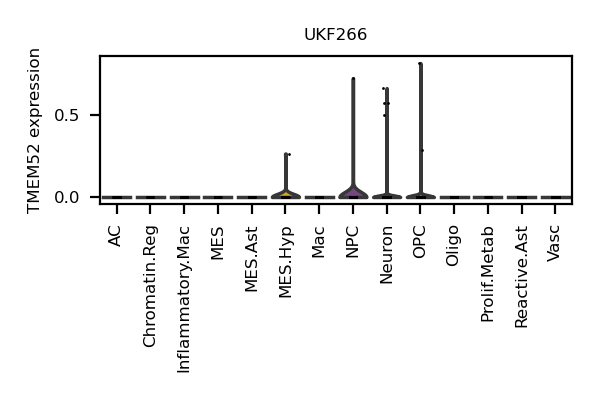 UKF266
TMEM52 expression
0.5
0.0
AC
Chromatin.Reg
Inflammatory.Mac
MES
MES.Ast
MES.Hyp
Mac
NPC
Neuron
OPC
Oligo
Prolif.Metab
Reactive.Ast
Vasc